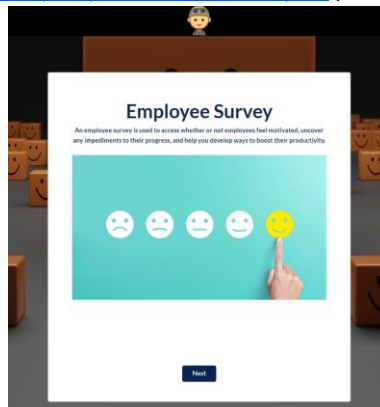 Employee Survey
An employee survey is used to access whether or not employees feel motivated, uncover
any impediments to their progress, and help you develop ways to boost their productivity.
Next